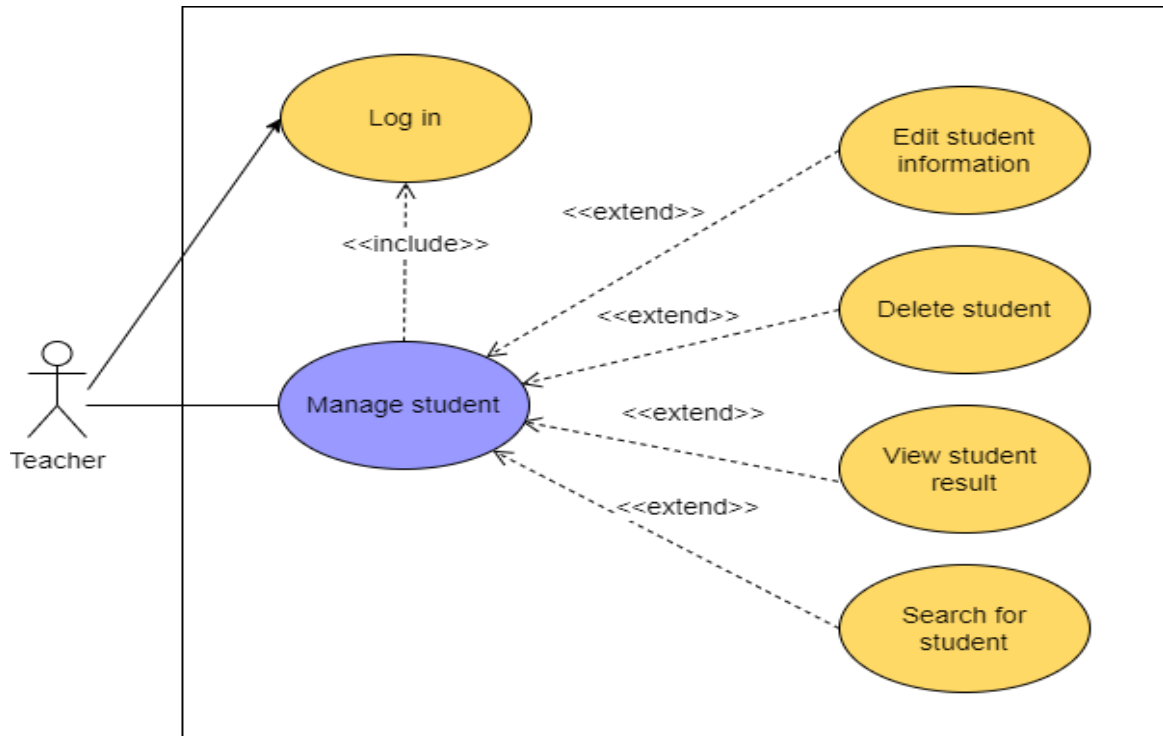 Log in
Edit student
information
<<extend>>
<<include>>
Delete student
<<extend>>
Manage student
<<extend>>
Teacher
View student
result
<<extend>>
Search for
student